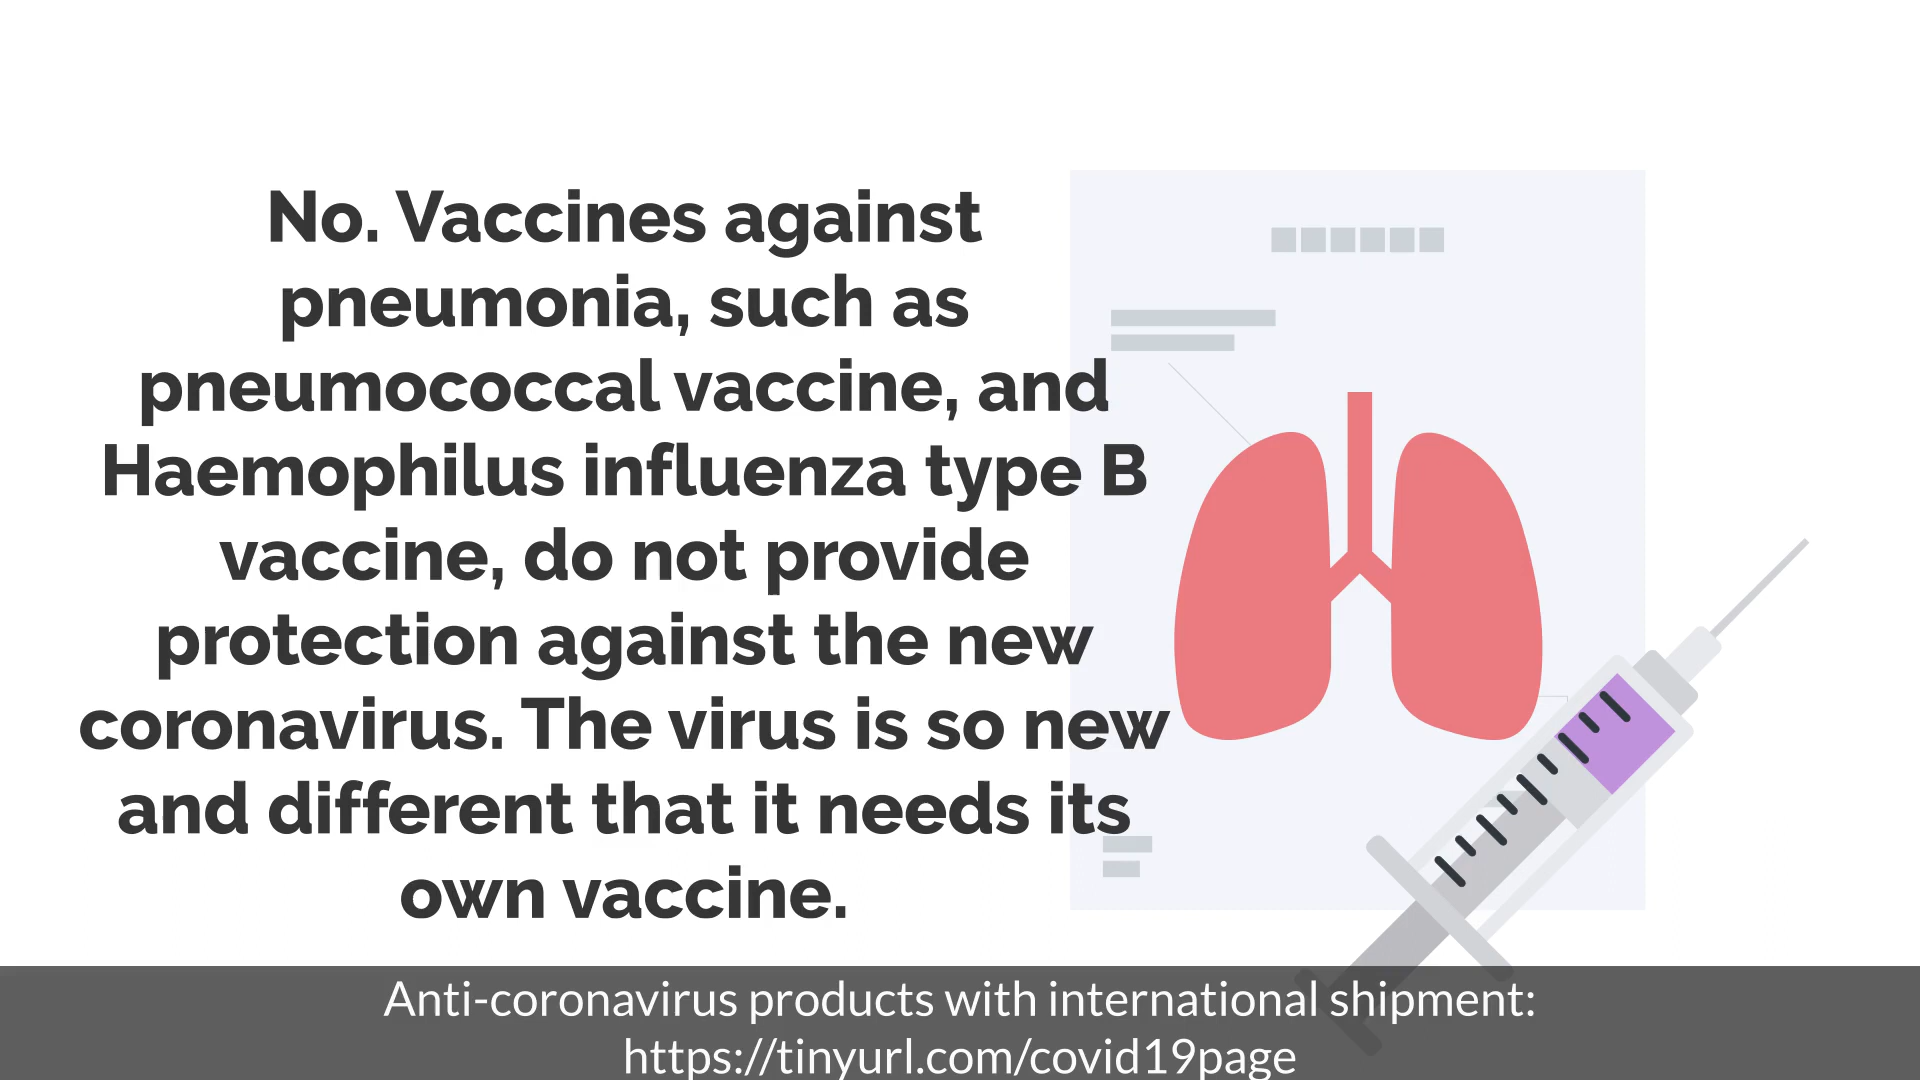 No. Vaccines against
pneumonia, such as
pneumococcal vaccine, and
Haemophilus influenza type B
vaccine, do not provide
protection against the new
coronavirus. The virus is so new
and different that it needs its
own vaccine.
Anti-coronavirus products with international shipment:
https://tinyurl.com/covid19page